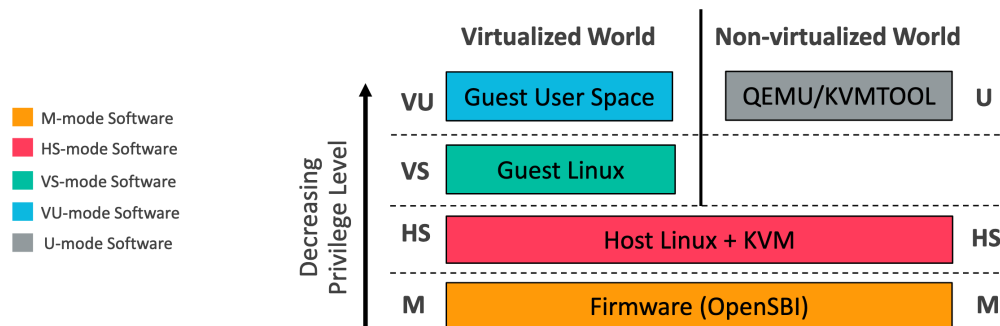 Virtualized World
Non-virtualized World
VU
Guest User Space
QEMU/KVMTOOL
U
M-mode Software
HS-mode Software
VS-mode Software
VU-mode Software
U-mode Software
Decreasing
Privilege Level
VS
Guest Linux
HS
Host Linux + KVM
HS
M
Firmware (OpenSBI)
M